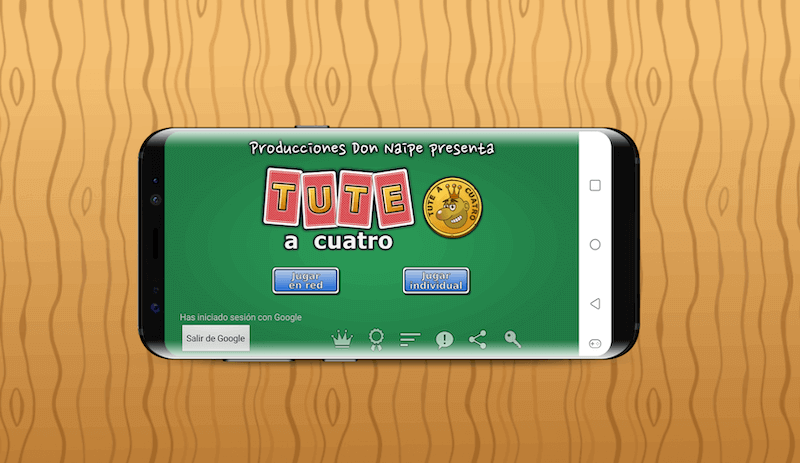 Producciones Don Naipe presenta
TUTE
a cuatro
TUTE A CUATRO
Jugar
en red
Jugar
individual
Has iniciado sesión con Google
Salir de Google